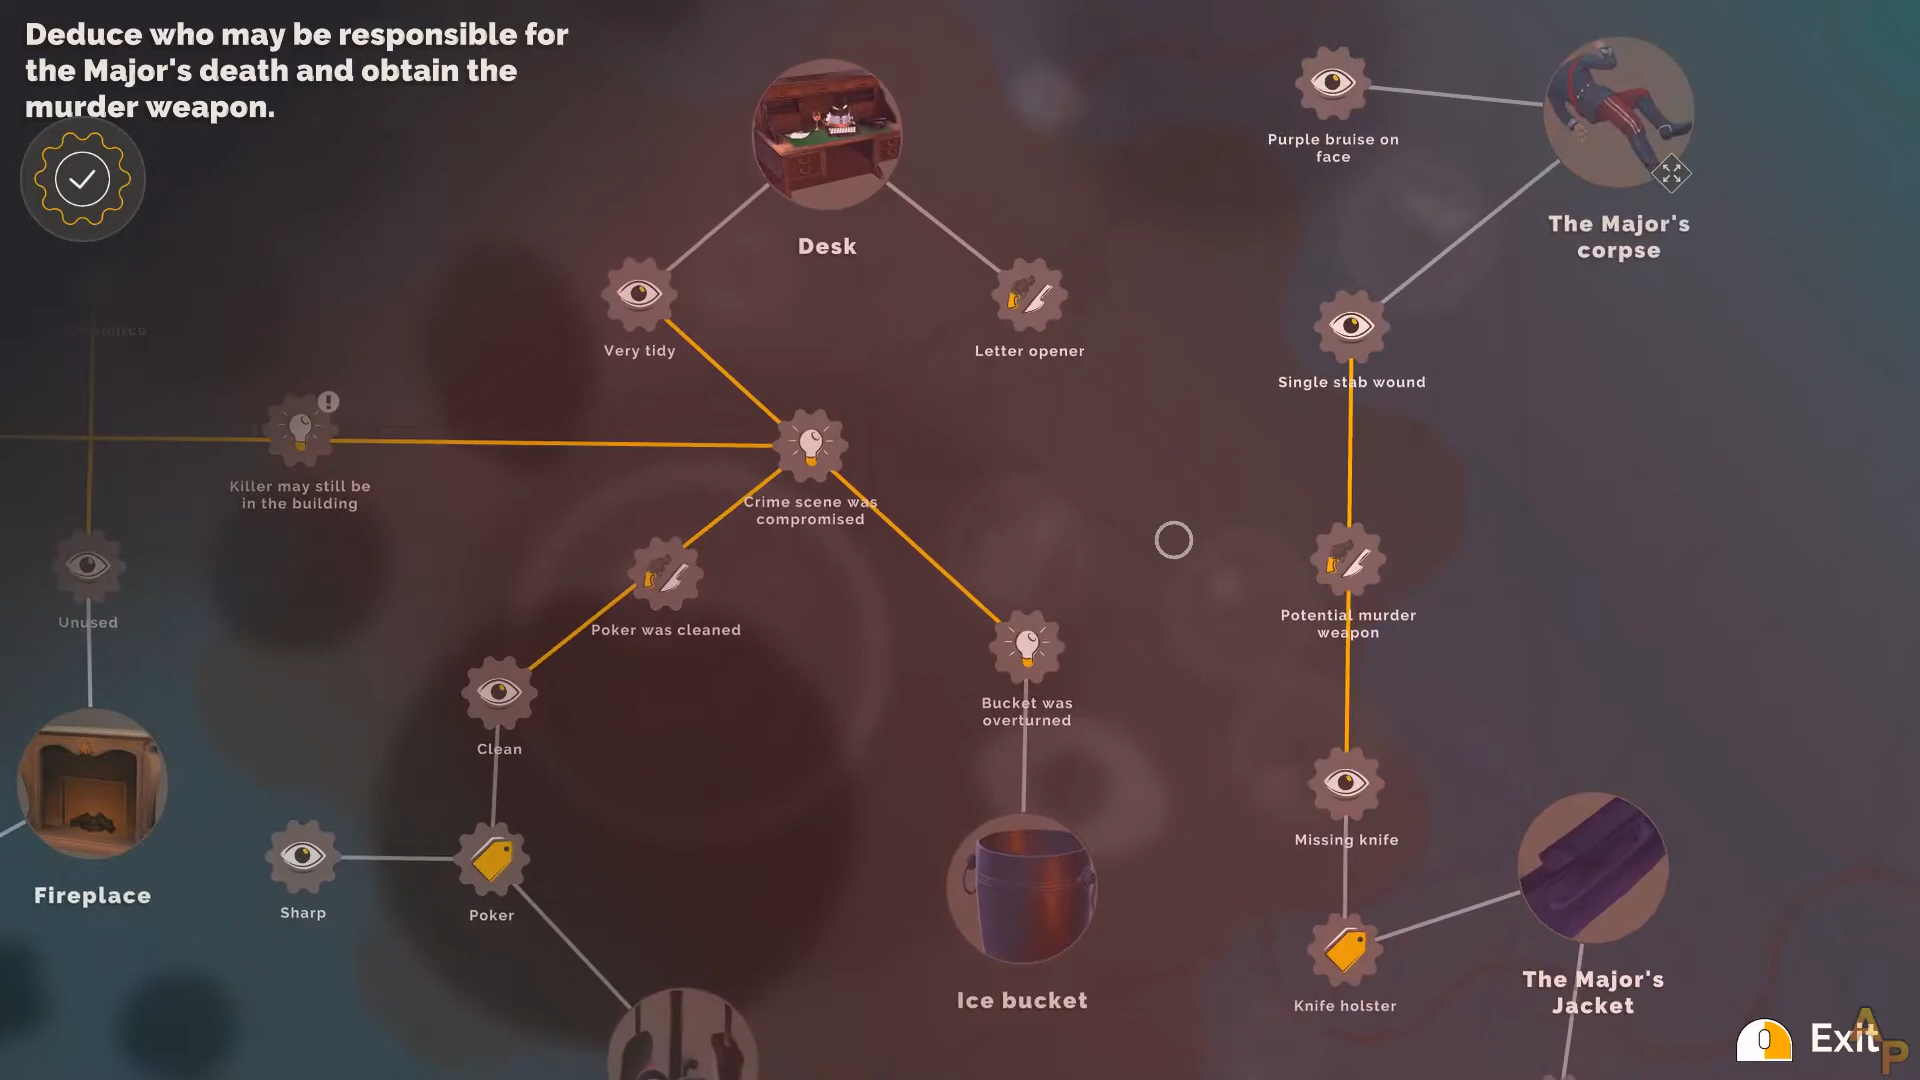 Deduce who may be responsible for
the Major's death and obtain the
murder weapon.
Purple bruise on
face
The Major's
corpse
Desk
Very tidy
Letter opener
Single stab wound
Killer may still be
in the building
Crime scene was
compromised
Unused
Poker was cleaned
Potential murder
weapon
Bucket was
overturned
Clean
Missing knife
Fireplace
Sharp
Poker
Ice bucket
Knife holster
The Major's
Jacket
Exit
AP